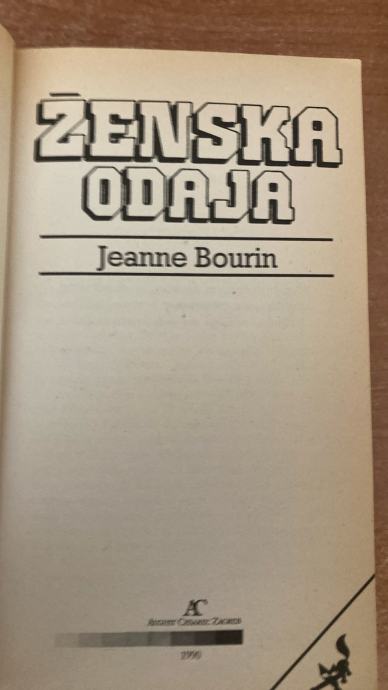 ŽENSKA
ODAJA
Jeanne Bourin
AC
August Cesarec Zagreb
1990